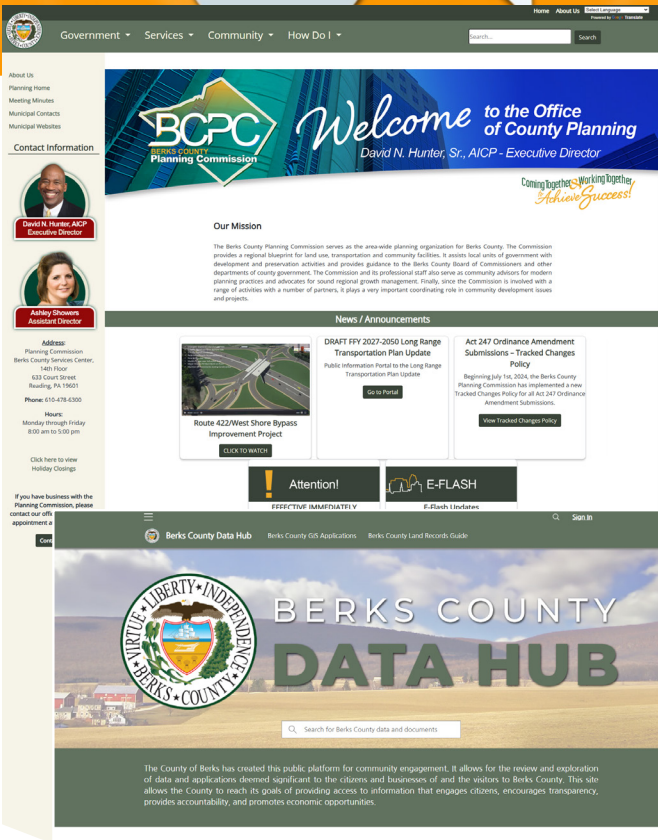 Home About Us Select Language
Powered by Google Translate
Government Services Community How Do I
Search... Search
About Us
Planning Home
Meeting Minutes
Municipal Contacts
Municipal Websites
Contact Information
David N. Hunter, AICP
Executive Director
Ashley Showers
Assistant Director
Address:
Planning Commission
Berks County Services Center,
14th Floor
633 Court Street
Reading, PA 19601
Phone: 610-478-6300
Hours:
Monday through Friday
8:00 am to 5:00 pm
Click here to view
Holiday Closings
If you have business with the
Planning Commission, please
contact our offi
appointment a
Cont
BCPC
BERKS COUNTY
Planning Commission
Welcome to the Office
of County Planning
David N. Hunter, Sr., AICP - Executive Director
Coming Together Working Together
to Achieve Success!
Our Mission
The Berks County Planning Commission serves as the area-wide planning organization for Berks County. The Commission
provides a regional blueprint for land use, transportation and community facilities. It assists local units of government with
development and preservation activities and provides guidance to the Berks County Board of Commissioners and other
departments of county government. The Commission and its professional staff also serve as community advisors for modern
planning practices and advocates for sound regional growth management. Finally, since the Commission is involved with a
range of activities with a number of partners, it plays a very important coordinating role in community development issues
and projects.
News / Announcements
Route 422/West Shore Bypass
Improvement Project
CLICK TO WATCH
DRAFT FFY 2027-2050 Long Range
Transportation Plan Update
Public Information Portal to the Long Range
Transportation Plan Update
Go to Portal
Act 247 Ordinance Amendment
Submissions – Tracked Changes
Policy
Beginning July 1st, 2024, the Berks County
Planning Commission has implemented a new
Tracked Changes Policy for all Act 247 Ordinance
Amendment Submissions.
View Tracked Changes Policy
Attention!
EFFECTIVE IMMEDIATELY
E-FLASH
E-Flash Updates
Sign In
Berks County Data Hub Berks County GIS Applications Berks County Land Records Guide
VIRTUE LIBERTY INDEPENDENCE
BERKS COUNTY
BERKS COUNTY
DATA HUB
Search for Berks County data and documents
The County of Berks has created this public platform for community engagement. It allows for the review and exploration
of data and applications deemed significant to the citizens and businesses of and the visitors to Berks County. This site
allows the County to reach its goals of providing access to information that engages citizens, encourages transparency,
provides accountability, and promotes economic opportunities.